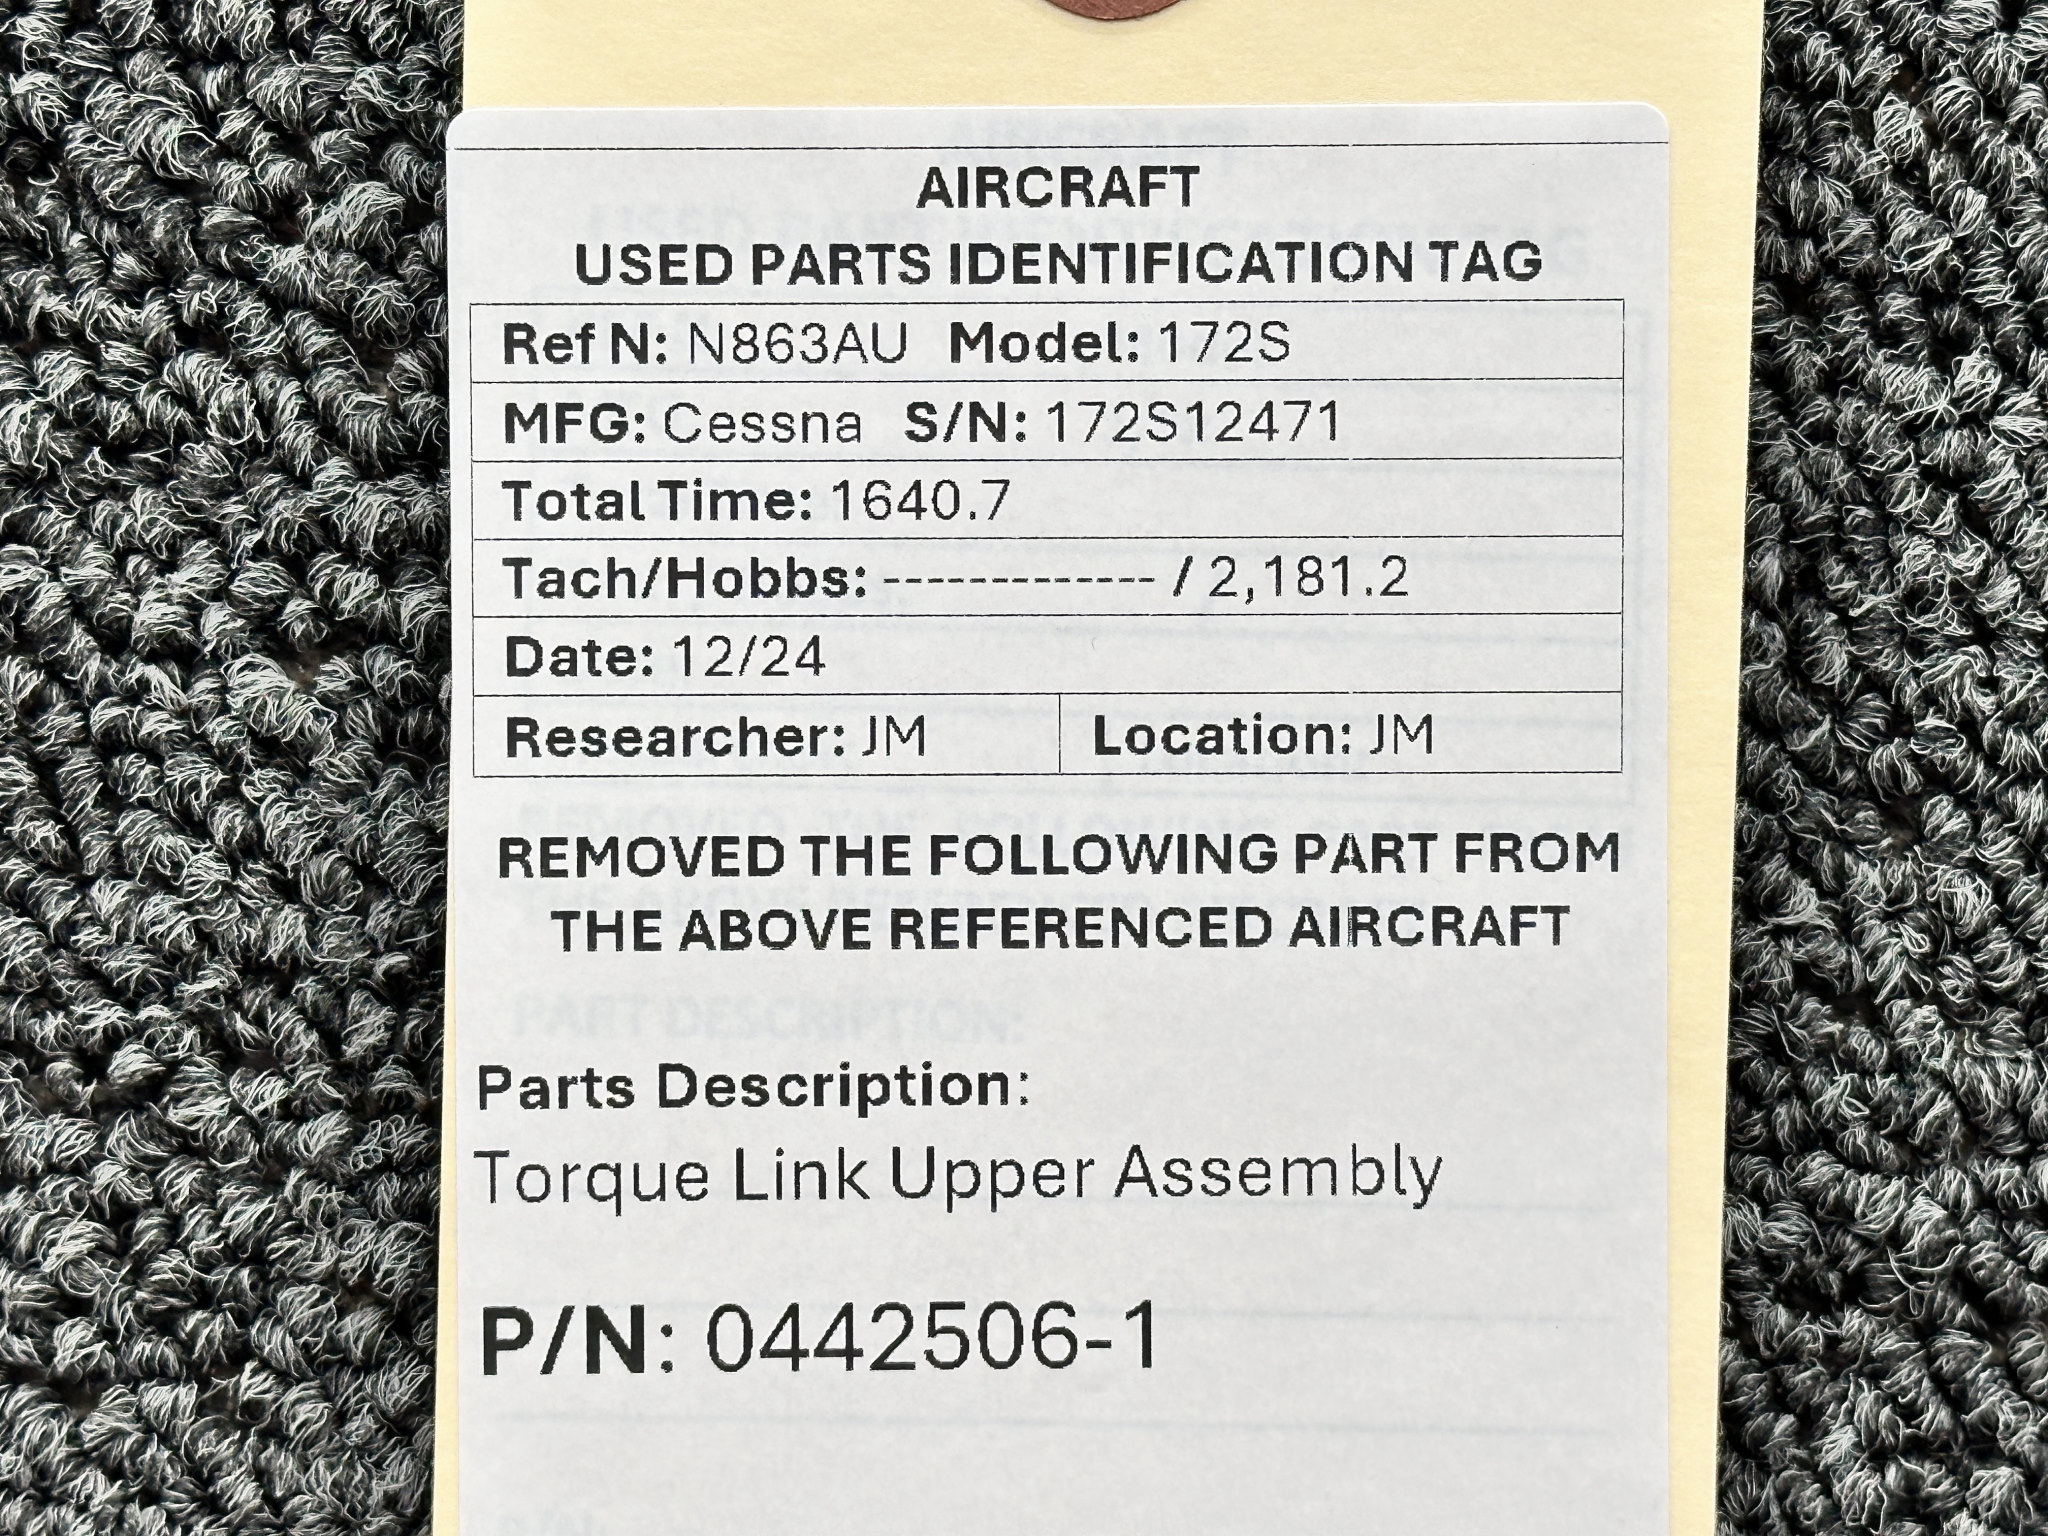 AIRCRAFT
USED PARTS IDENTIFICATION TAG
Ref N: N863AU Model: 172S
MFG: Cessna S/N: 172S12471
Total Time: 1640.7
Tach/Hobbs: ------------- / 2,181.2
Date: 12/24
Researcher: JM Location: JM
REMOVED THE FOLLOWING PART FROM
THE ABOVE REFERENCED AIRCRAFT
PART DESCRIPTION:
Parts Description:
Torque Link Upper Assembly
P/N: 0442506-1
P/N: